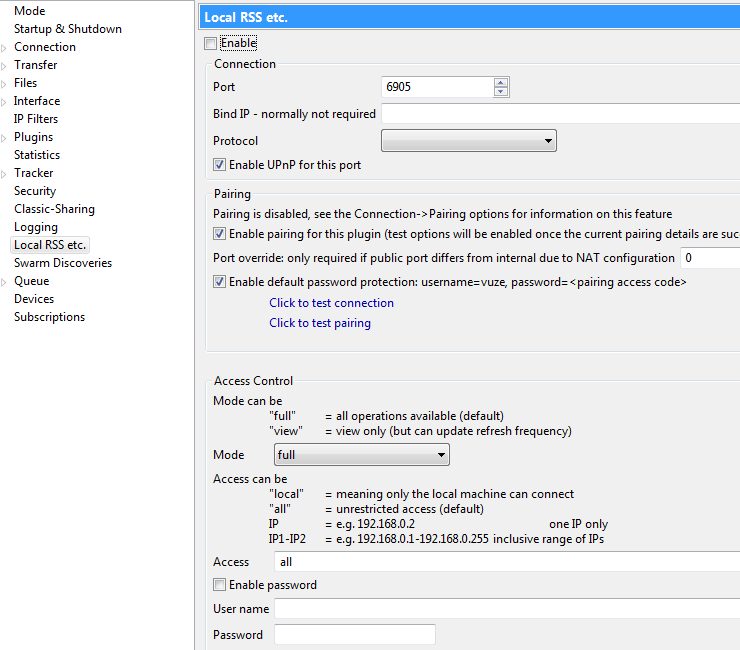 Mode
Startup & Shutdown
Connection
Transfer
Files
Interface
IP Filters
Plugins
Statistics
Tracker
Security
Classic-Sharing
Logging
Local RSS etc.
Swarm Discoveries
Queue
Devices
Subscriptions
Local RSS etc.
Enable
Connection
Port 6905
Bind IP - normally not required
Protocol
Enable UPnP for this port
Pairing
Pairing is disabled, see the Connection->Pairing options for information on this feature
Enable pairing for this plugin (test options will be enabled once the current pairing details are suc
Port override: only required if public port differs from internal due to NAT configuration 0
Enable default password protection: username=vuze, password=<pairing access code>
Click to test connection
Click to test pairing
Access Control
Mode can be
"full" = all operations available (default)
"view" = view only (but can update refresh frequency)
Mode full
Access can be
"local" = meaning only the local machine can connect
"all" = unrestricted access (default)
IP = e.g. 192.168.0.2 one IP only
IP1-IP2 = e.g. 192.168.0.1-192.168.0.255 inclusive range of IPs
Access all
Enable password
User name
Password